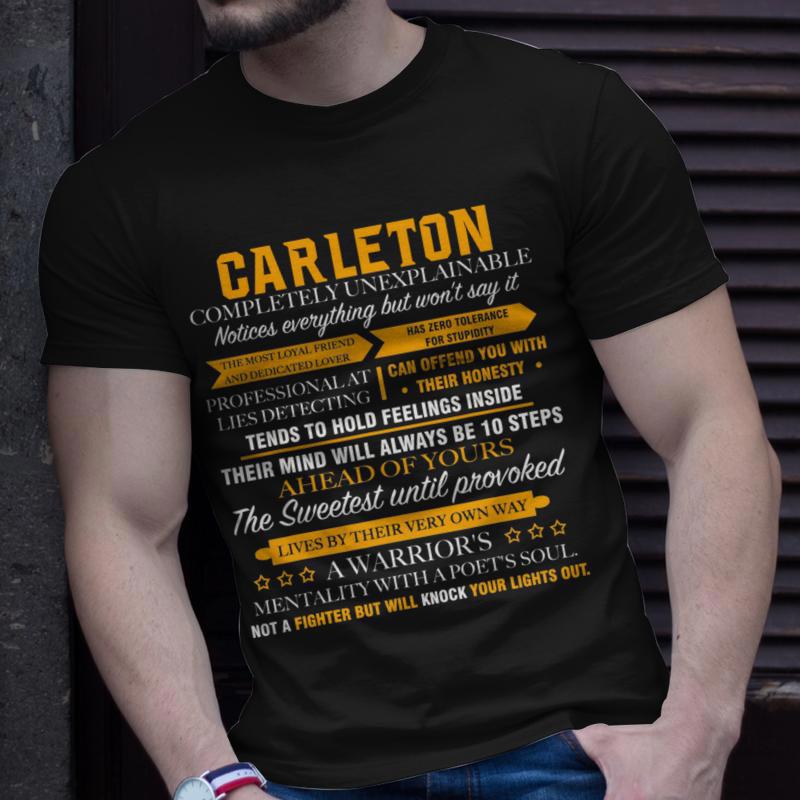 CARLETON
COMPLETELY UNEXPLAINABLE
Notices everything but won't say it
THE MOST LOYAL FRIEND
AND DEDICATED LOVER
HAS ZERO TOLERANCE
FOR STUPIDITY
PROFESSIONAL AT
LIES DETECTING
CAN OFFEND YOU WITH
• THEIR HONESTY •
TENDS TO HOLD FEELINGS INSIDE
THEIR MIND WILL ALWAYS BE 10 STEPS
AHEAD OF YOURS
The Sweetest until provoked
LIVES BY THEIR VERY OWN WAY
A WARRIOR'S
MENTALITY WITH A POET'S SOUL.
NOT A FIGHTER BUT WILL KNOCK YOUR LIGHTS OUT.